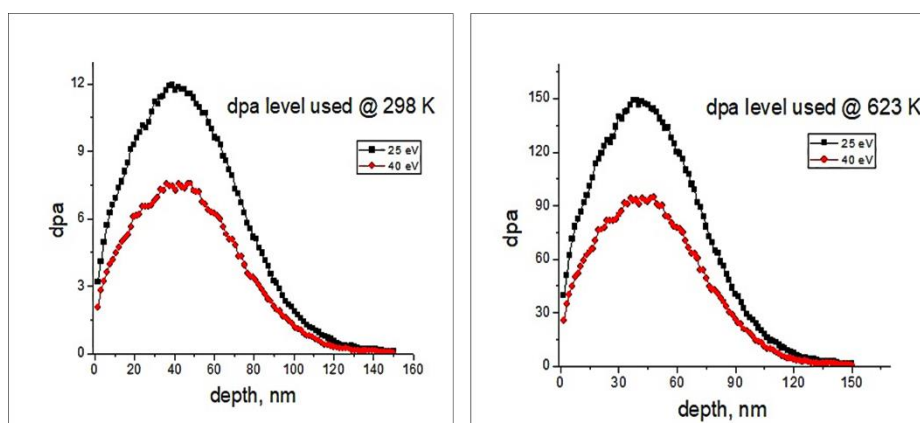 dpa level used @ 298 K
25 eV
40 eV
dpa
12
9
6
3
0
0 20 40 60 80 100 120 140 160
depth, nm
dpa level used @ 623 K
25 eV
40 eV
dpa
150
120
90
60
30
0
0 30 60 90 120 150
depth, nm